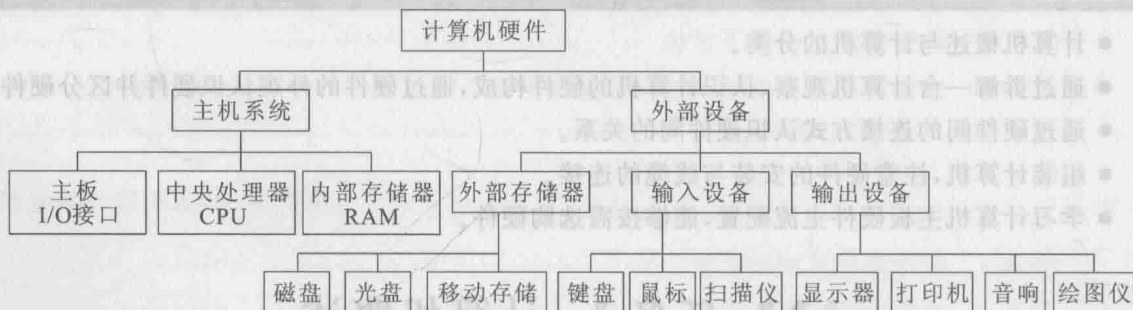 计算机硬件
主机系统
外部设备
主板
I/O接口
中央处理器
CPU
内部存储器
RAM
外部存储器
输入设备
输出设备
磁盘
光盘
移动存储
键盘
鼠标
扫描仪
显示器
打印机
音响
绘图仪